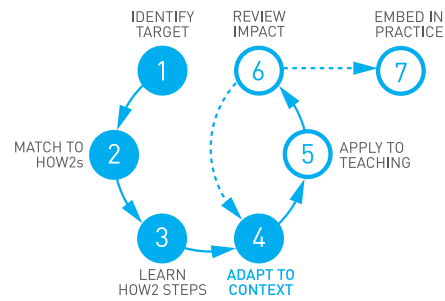 IDENTIFY
TARGET
1
REVIEW
IMPACT
6
EMBED IN
PRACTICE
7
MATCH TO
HOW2s
2
5
APPLY TO
TEACHING
3
LEARN
HOW2 STEPS
4
ADAPT TO
CONTEXT